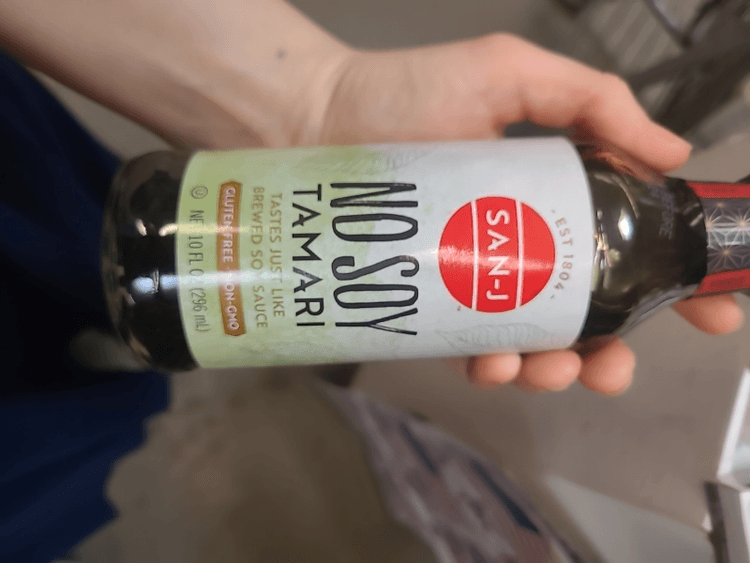 EST 1804
SAN-J
NO SOY
TAMARI
TASTES JUST LIKE
BREWED SOY SAUCE
GLUTEN FREE NON-GMO
10 FL OZ (296 mL)